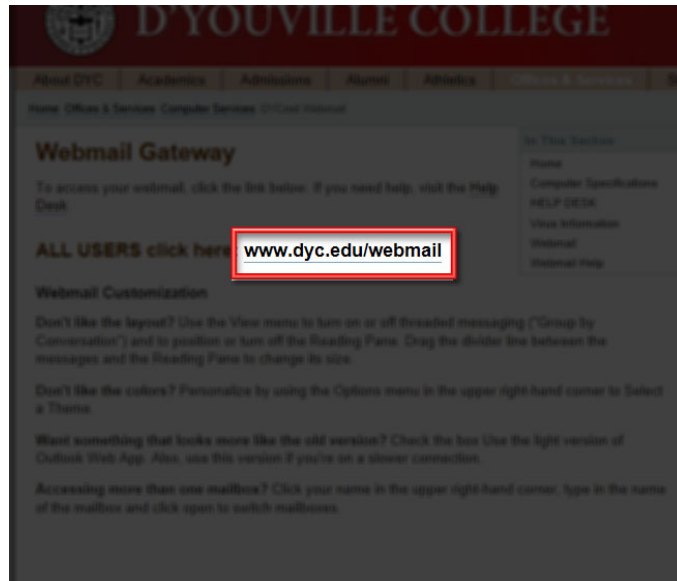 D'YOUVILLE COLLEGE
About DYC Academics Admissions Alumni Athletics Offices & Services
Home Offices & Services Computer Services DYCnet Webmail
Webmail Gateway
To access your webmail, click the link below. If you need help, visit the Help
Desk
ALL USERS click here www.dyc.edu/webmail
In This Section
Home
Computer Specifications
HELP DESK
Virus Information
Webmail
Webmail Help
Webmail Customization
Don't like the layout? Use the View menu to turn on or off threaded messaging ("Group by
Conversation") and to position or turn off the Reading Pane. Drag the divider line between the
messages and the Reading Pane to change its size.
Don't like the colors? Personalize by using the Options menu in the upper right-hand corner to Select
a Theme.
Want something that looks more like the old version? Check the box Use the light version of
Outlook Web App. Also, use this version if you're on a slower connection.
Accessing more than one mailbox? Click your name in the upper right-hand corner, type in the name
of the mailbox and click open to switch mailboxes.